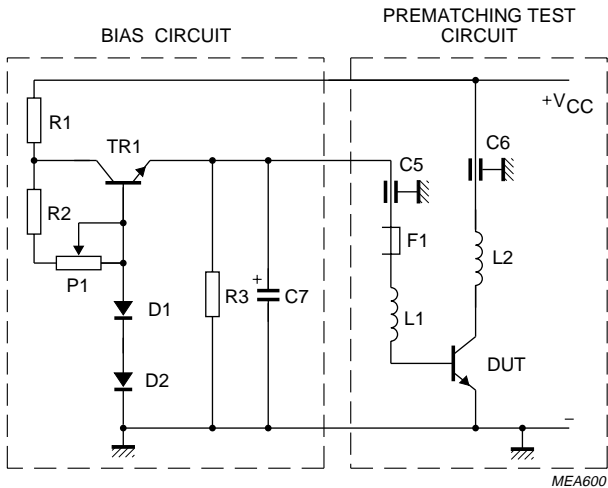 PREMATCHING TEST
CIRCUIT
BIAS CIRCUIT
+VCC
R1
TR1
C6
C5
R2
F1
L2
P1
D1
R3
+
C7
L1
D2
DUT
–
MEA600